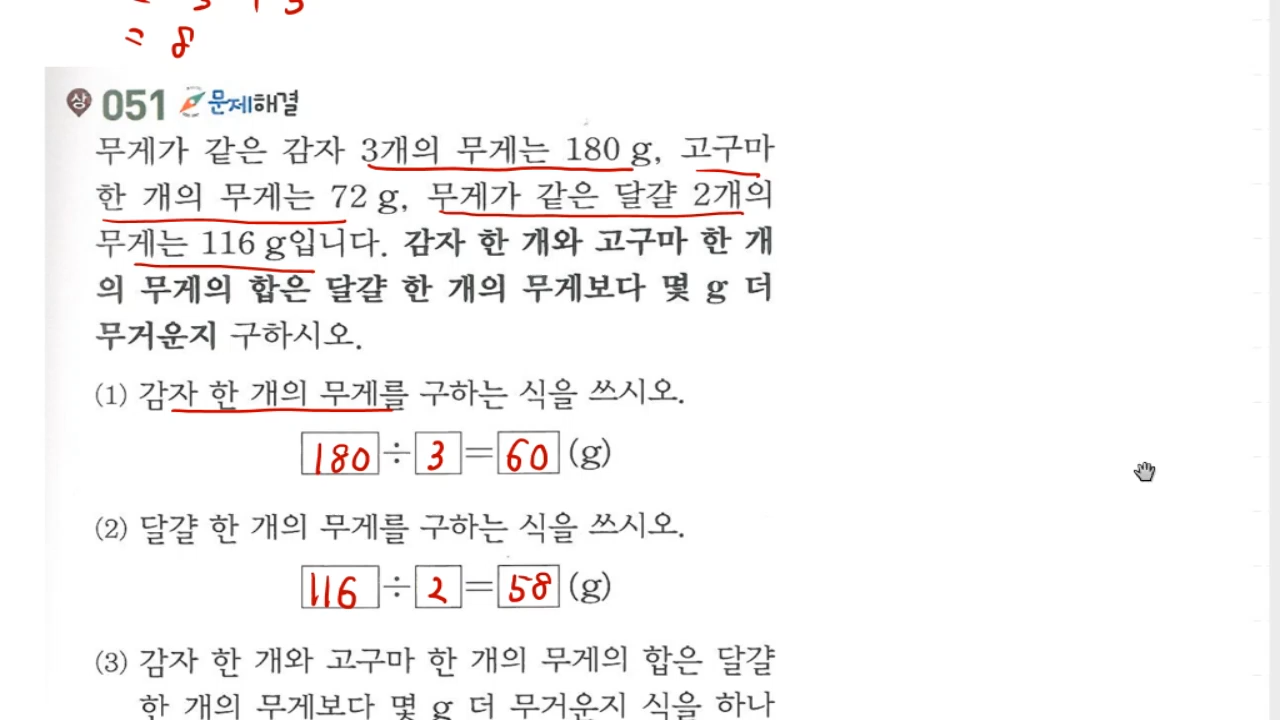 = 8
상 051 문제해결
무게가 같은 감자 3개의 무게는 180 g, 고구마
한 개의 무게는 72 g, 무게가 같은 달걀 2개의
무게는 116 g입니다. 감자 한 개와 고구마 한 개
의 무게의 합은 달걀 한 개의 무게보다 몇 g 더
무거운지 구하시오.
(1) 감자 한 개의 무게를 구하는 식을 쓰시오.
180 ÷ 3 = 60 (g)
(2) 달걀 한 개의 무게를 구하는 식을 쓰시오.
116 ÷ 2 = 58 (g)
(3) 감자 한 개와 고구마 한 개의 무게의 합은 달걀
한 개의 무게보다 몇 g 더 무거운지 식을 하나